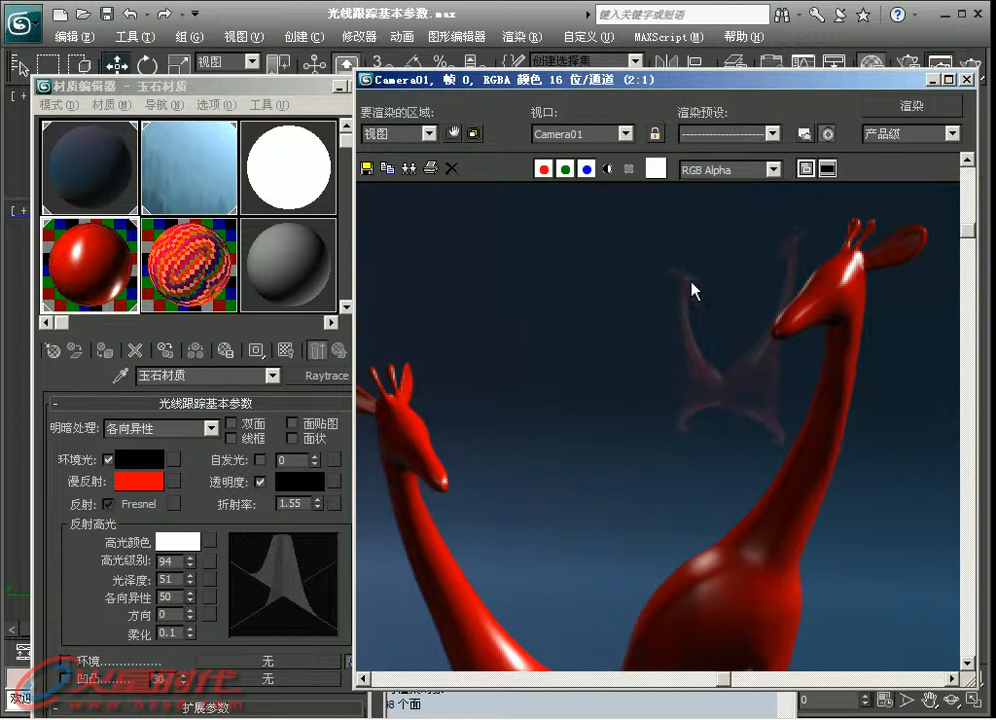 光线跟踪基本参数.max
键入关键字或短语
编辑(E) 工具(T) 组(G) 视图(V) 创建(C) 修改器 动画 图形编辑器 渲染(R) 自定义(U) MAXScript(M) 帮助(H)
视图
3
%
创建选择集
材质编辑器 - 玉石材质
模式(D) 材质(M) 导航(N) 选项(O) 工具(T)
玉石材质
Raytrace
光线跟踪基本参数
明暗处理: 各向异性
双面 面贴图
线框 面状
环境光: 自发光: 0
漫反射: 透明度:
反射: Fresnel 折射率: 1.55
反射高光
高光颜色
高光级别: 94
光泽度: 51
各向异性 50
方向 0
柔化 0.1
环境 无
凹凸 30 无
扩展参数
Camera01, 帧 0, RGBA 颜色 16 位/通道 (2:1)
要渲染的区域: 视口: 渲染预设: 渲染
视图 Camera01 产品级
RGB Alpha
火星时代
个面
0